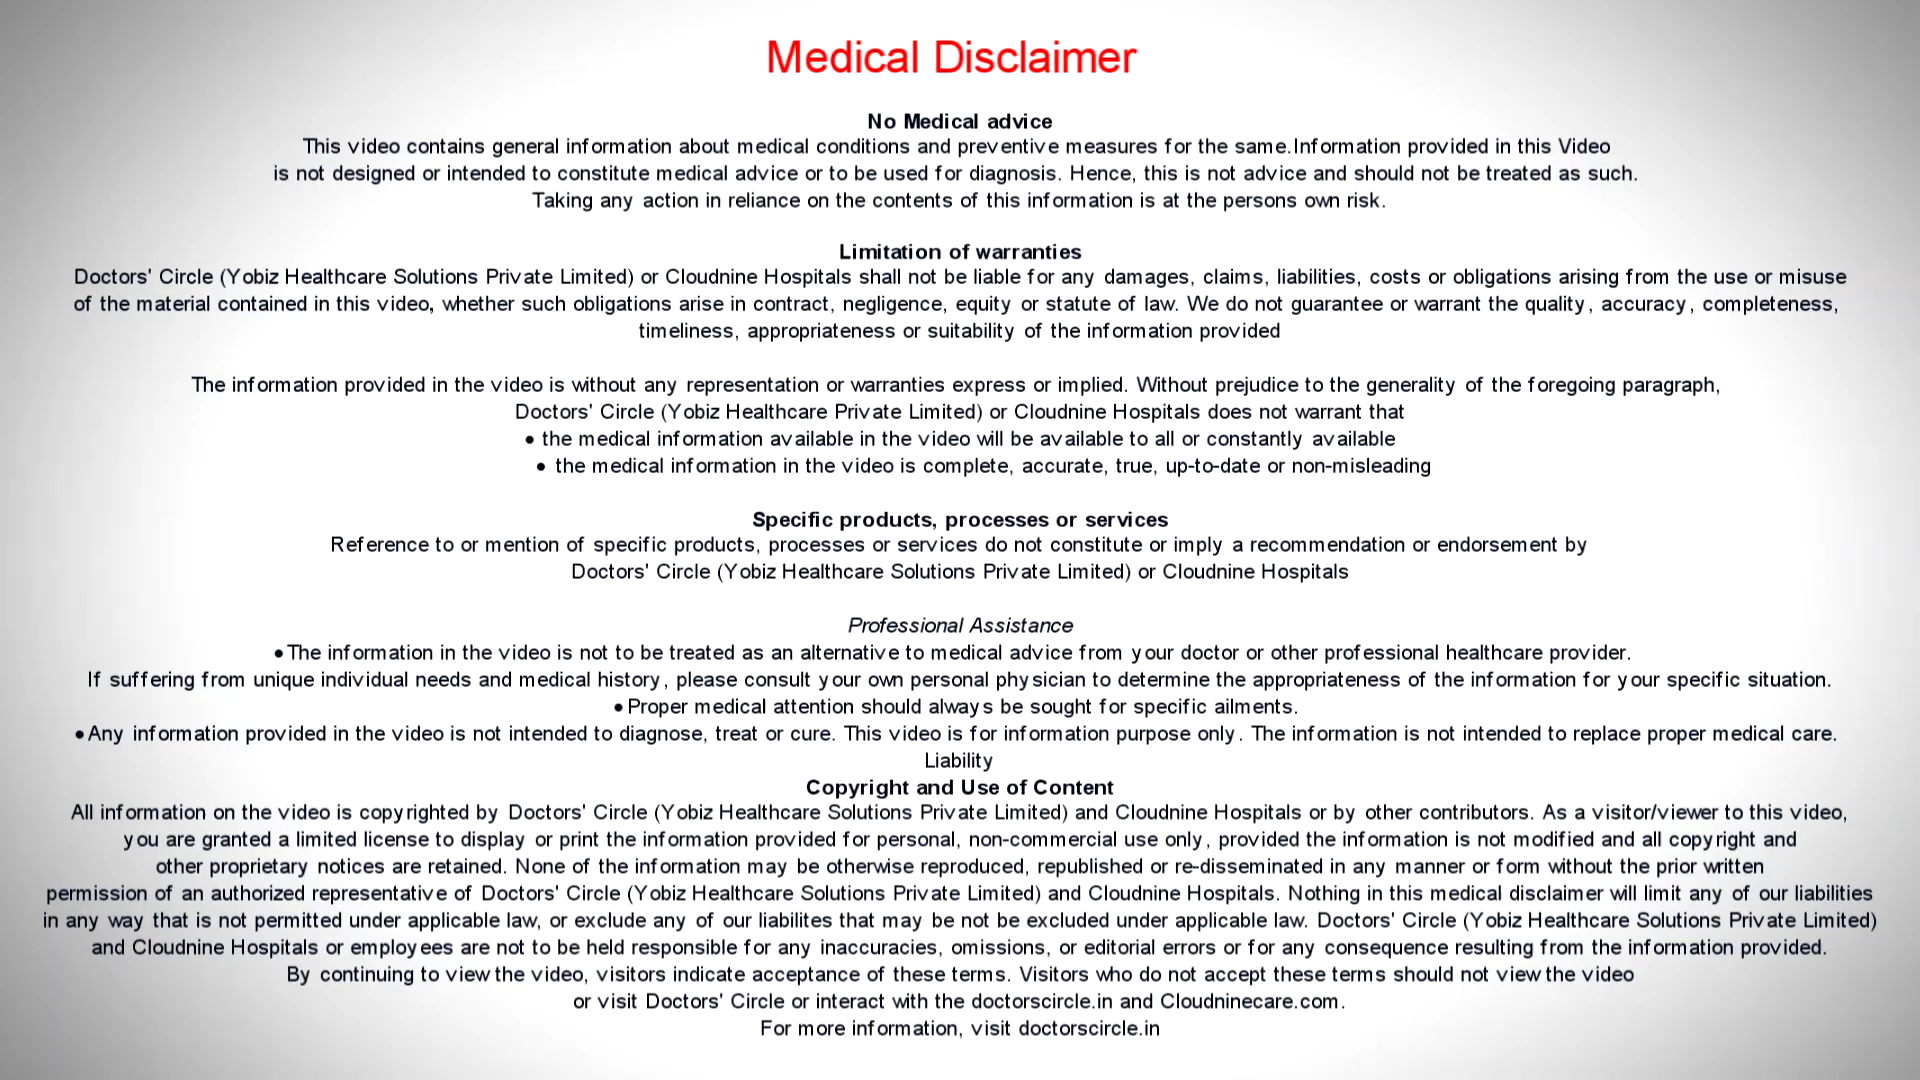 Medical Disclaimer
No Medical advice
This video contains general information about medical conditions and preventive measures for the same.Information provided in this Video
is not designed or intended to constitute medical advice or to be used for diagnosis. Hence, this is not advice and should not be treated as such.
Taking any action in reliance on the contents of this information is at the persons own risk.
Limitation of warranties
Doctors' Circle (Yobiz Healthcare Solutions Private Limited) or Cloudnine Hospitals shall not be liable for any damages, claims, liabilities, costs or obligations arising from the use or misuse
of the material contained in this video, whether such obligations arise in contract, negligence, equity or statute of law. We do not guarantee or warrant the quality, accuracy, completeness,
timeliness, appropriateness or suitability of the information provided
The information provided in the video is without any representation or warranties express or implied. Without prejudice to the generality of the foregoing paragraph,
Doctors' Circle (Yobiz Healthcare Private Limited) or Cloudnine Hospitals does not warrant that
• the medical information available in the video will be available to all or constantly available
• the medical information in the video is complete, accurate, true, up-to-date or non-misleading
Specific products, processes or services
Reference to or mention of specific products, processes or services do not constitute or imply a recommendation or endorsement by
Doctors' Circle (Yobiz Healthcare Solutions Private Limited) or Cloudnine Hospitals
Professional Assistance
•The information in the video is not to be treated as an alternative to medical advice from your doctor or other professional healthcare provider.
If suffering from unique individual needs and medical history, please consult your own personal physician to determine the appropriateness of the information for your specific situation.
•Proper medical attention should always be sought for specific ailments.
•Any information provided in the video is not intended to diagnose, treat or cure. This video is for information purpose only. The information is not intended to replace proper medical care.
Liability
Copyright and Use of Content
All information on the video is copyrighted by Doctors' Circle (Yobiz Healthcare Solutions Private Limited) and Cloudnine Hospitals or by other contributors. As a visitor/viewer to this video,
you are granted a limited license to display or print the information provided for personal, non-commercial use only, provided the information is not modified and all copyright and
other proprietary notices are retained. None of the information may be otherwise reproduced, republished or re-disseminated in any manner or form without the prior written
permission of an authorized representative of Doctors' Circle (Yobiz Healthcare Solutions Private Limited) and Cloudnine Hospitals. Nothing in this medical disclaimer will limit any of our liabilities
in any way that is not permitted under applicable law, or exclude any of our liabilites that may be not be excluded under applicable law. Doctors' Circle (Yobiz Healthcare Solutions Private Limited)
and Cloudnine Hospitals or employees are not to be held responsible for any inaccuracies, omissions, or editorial errors or for any consequence resulting from the information provided.
By continuing to view the video, visitors indicate acceptance of these terms. Visitors who do not accept these terms should not view the video
or visit Doctors' Circle or interact with the doctorscircle.in and Cloudninecare.com.
For more information, visit doctorscircle.in